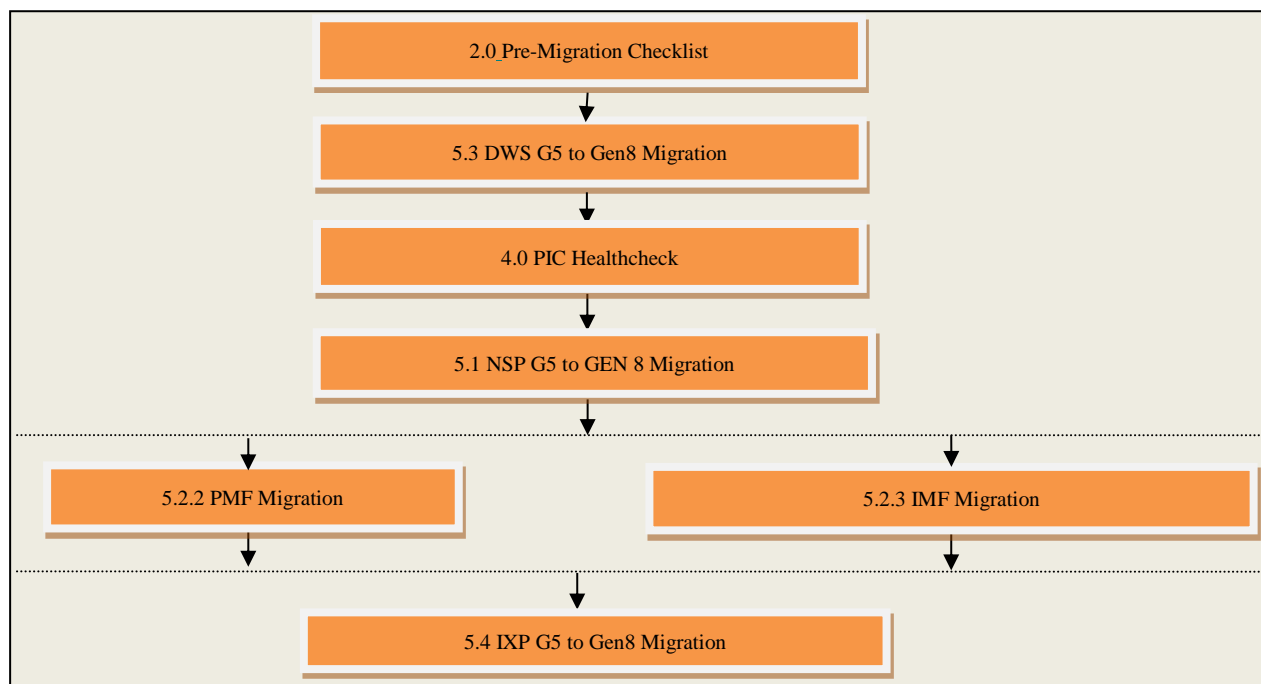 2.0 Pre-Migration Checklist
5.3 DWS G5 to Gen8 Migration
4.0 PIC Healthcheck
5.1 NSP G5 to GEN 8 Migration
5.2.2 PMF Migration
5.2.3 IMF Migration
5.4 IXP G5 to Gen8 Migration